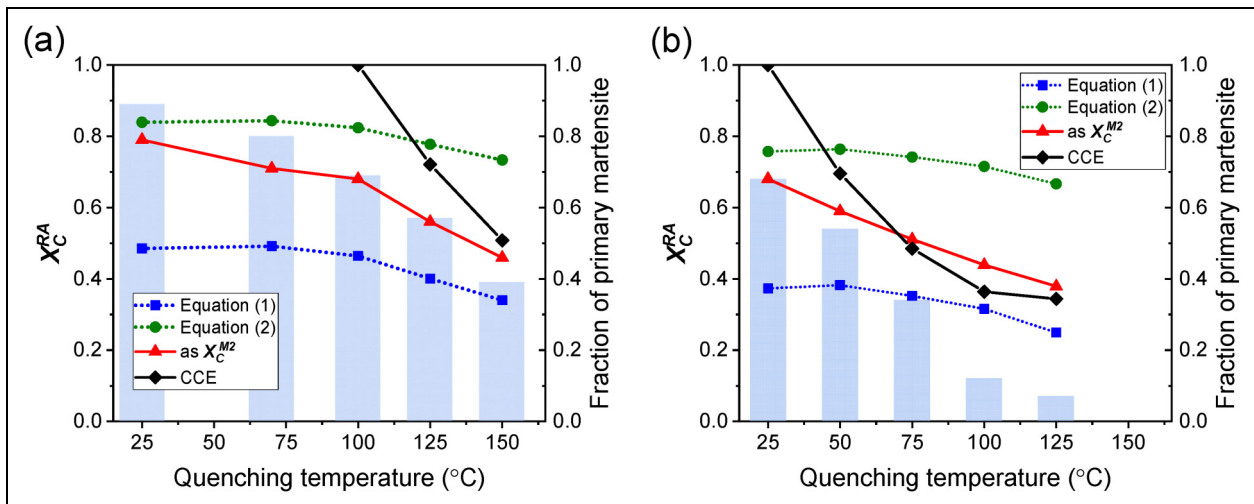 (a)
1.0
0.8
0.6
0.4
0.2
0.0
X_C^RA
1.0
0.8
0.6
0.4
0.2
0.0
Fraction of primary martensite
Equation (1)
Equation (2)
as X_C^M2
CCE
25 50 75 100 125 150
Quenching temperature (°C)
(b)
1.0
0.8
0.6
0.4
0.2
0.0
X_C^RA
1.0
0.8
0.6
0.4
0.2
0.0
Fraction of primary martensite
Equation (1)
Equation (2)
as X_C^M2
CCE
25 50 75 100 125 150
Quenching temperature (°C)